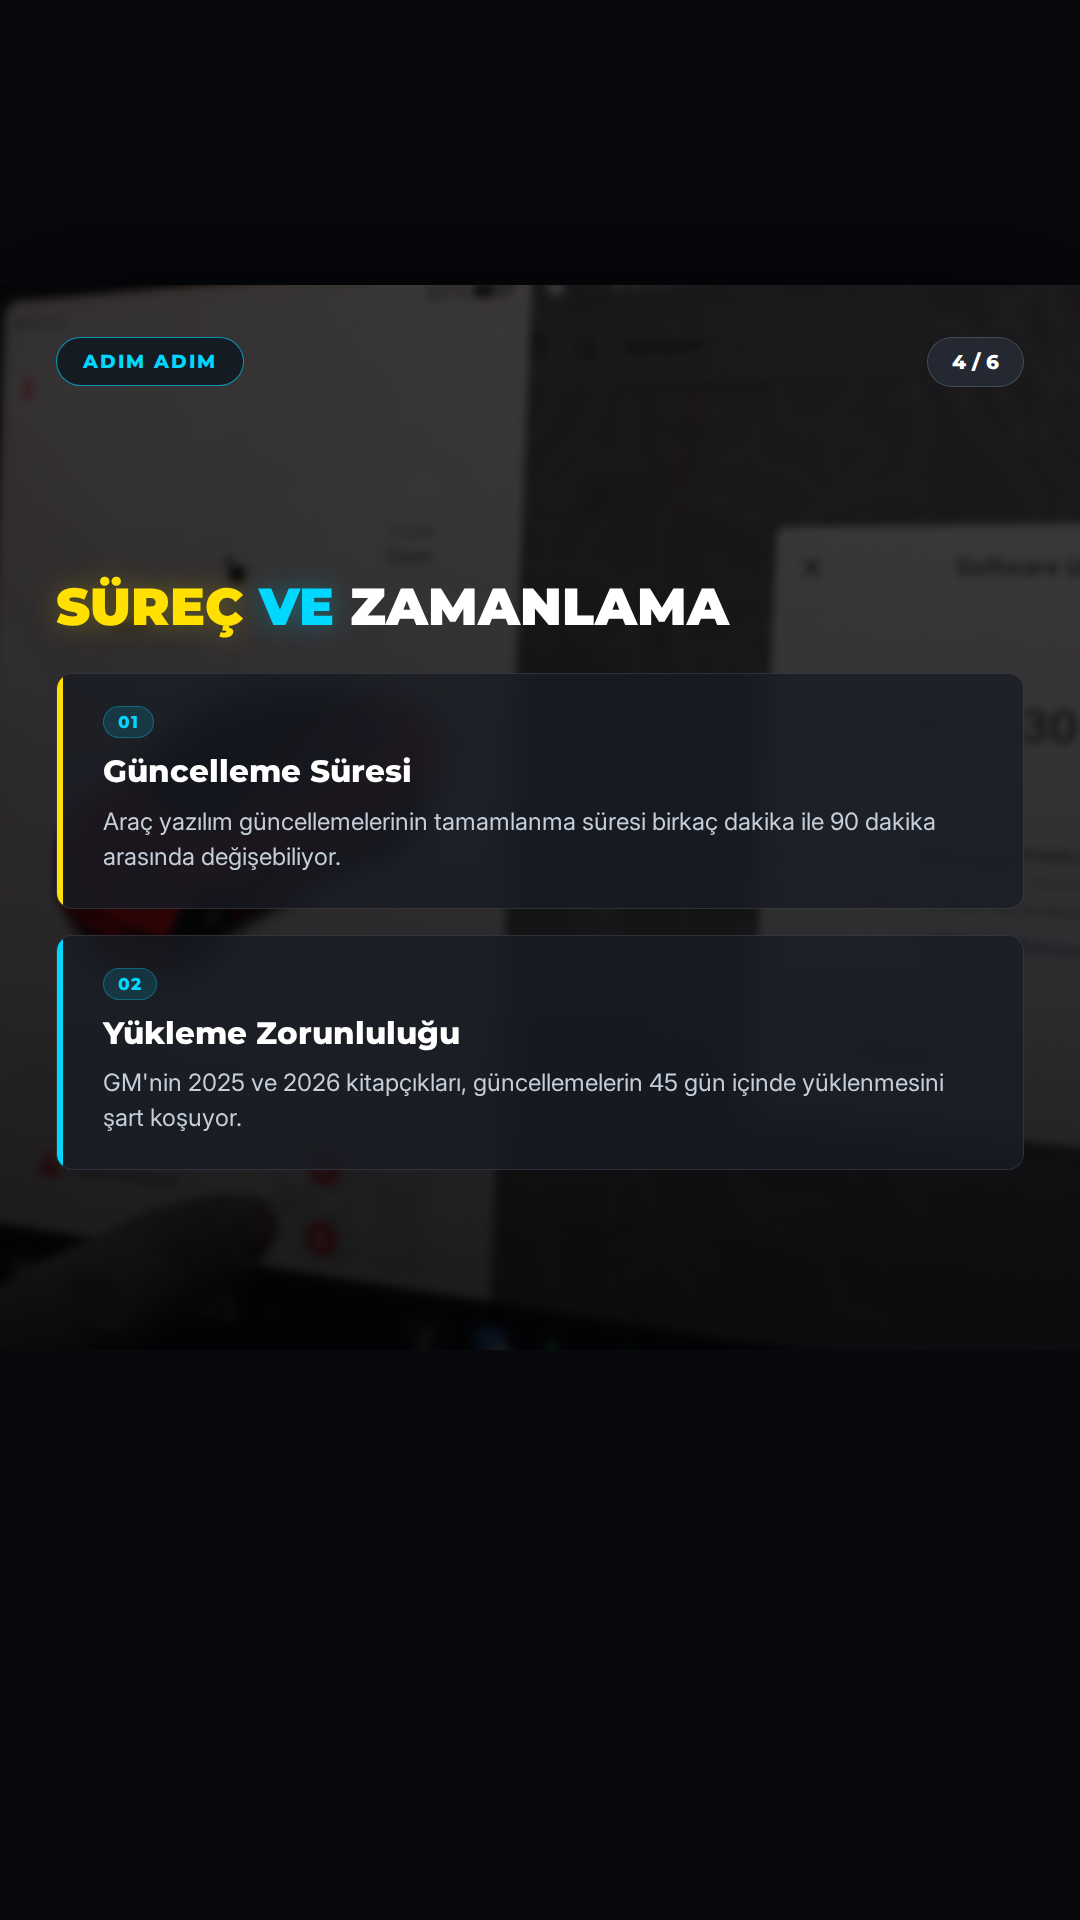 ADIM ADIM
4 / 6
SÜREÇ VE ZAMANLAMA
01
Güncelleme Süresi
Araç yazılım güncellemelerinin tamamlanma süresi birkaç dakika ile 90 dakika
arasında değişebiliyor.
30
02
Yükleme Zorunluluğu
GM'nin 2025 ve 2026 kitapçıkları, güncellemelerin 45 gün içinde yüklenmesini
şart koşuyor.